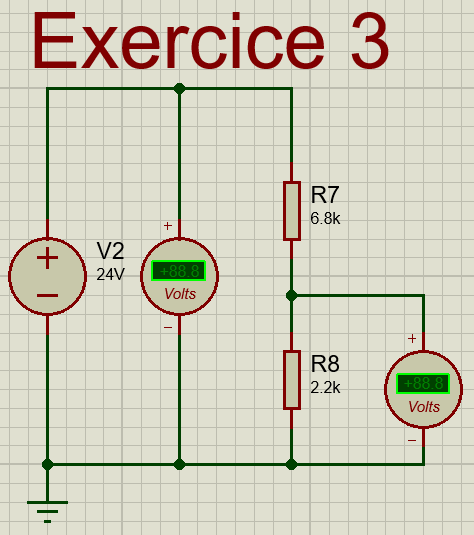 Exercice 3
V2
24V
+88.8
Volts
R7
6.8k
R8
2.2k
+88.8
Volts